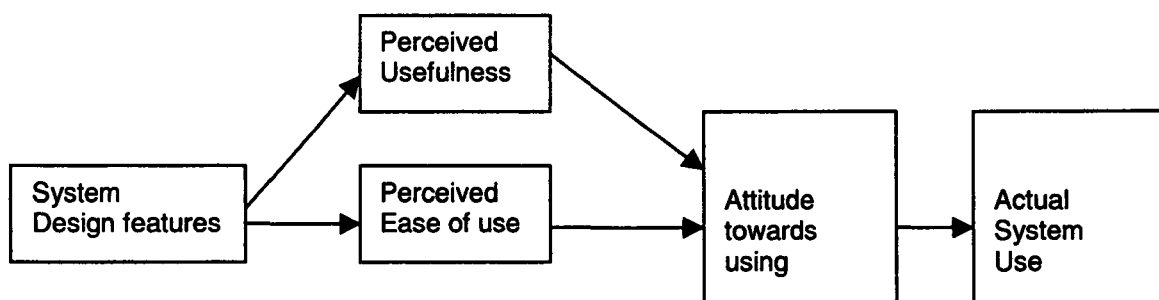 Perceived
Usefulness
System
Design features
Perceived
Ease of use
Attitude
towards
using
Actual
System
Use